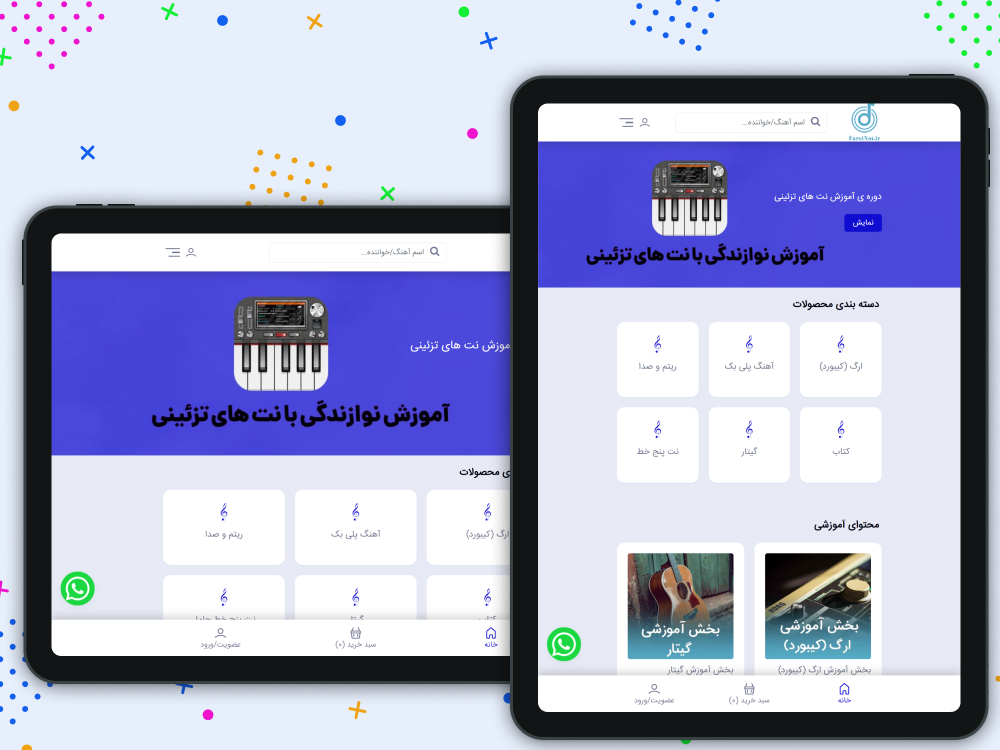 اسم آهنگ/خواننده...
FarsiNot.ir
دوره ی آموزش نت های تزئینی
نمایش
آموزش نوازندگی با نت های تزئینی
دسته بندی محصولات
ارگ (کیبورد)
آهنگ پلی بک
ریتم و صدا
کتاب
گیتار
نت پنج خط
محتوای آموزشی
بخش آموزشی
ارگ (کیبورد)
بخش آموزشی
گیتار
بخش آموزش ارگ (کیبورد)
بخش آموزش گیتار
خانه
سبد خرید (۰)
عضویت/ورود
اسم آهنگ/خواننده...
موزش نت های تزئینی
آموزش نوازندگی با نت های تزئینی
ی محصولات
ارگ (کیبورد)
آهنگ پلی بک
ریتم و صدا
خانه
سبد خرید (۰)
عضویت/ورود